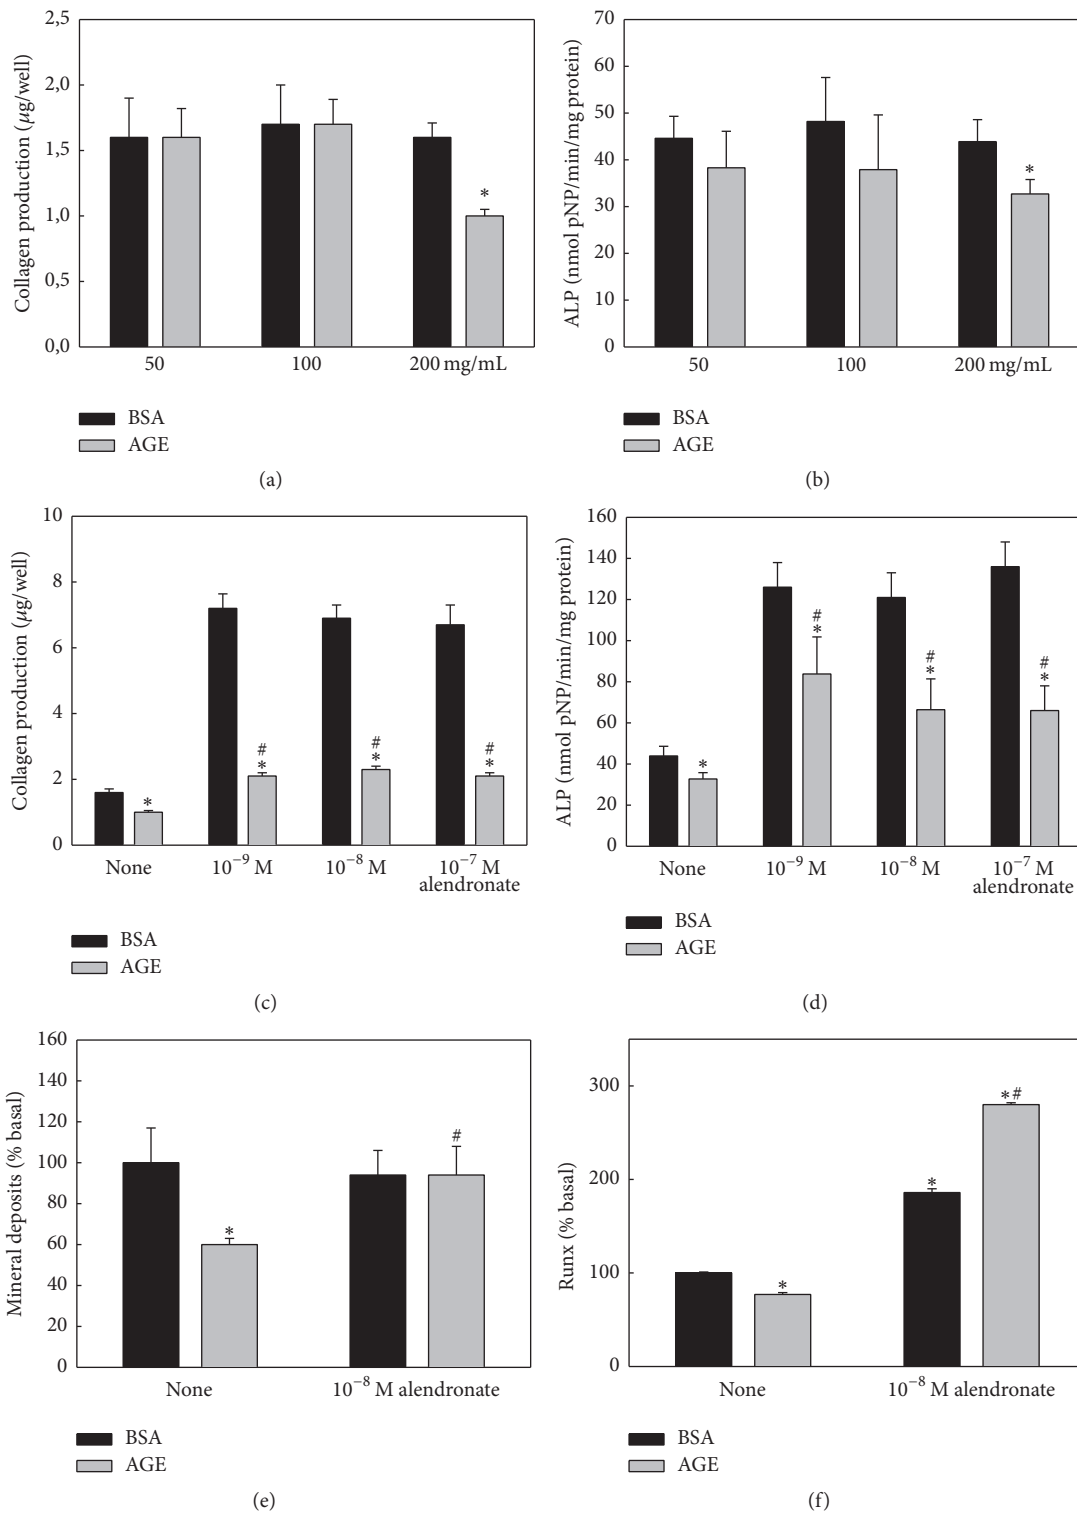 2,5
2,0
1,5
1,0
0,5
0,0
Collagen production (μg/well)
*
50
100
200 mg/mL
BSA
AGE
(a)
70
60
50
40
30
20
10
0
ALP (nmol pNP/min/mg protein)
*
50
100
200 mg/mL
BSA
AGE
(b)
10
8
6
4
2
0
Collagen production (μg/well)
*
#
*
#
*
#
*
None
10⁻⁹ M
10⁻⁸ M
10⁻⁷ M
alendronate
BSA
AGE
(c)
160
140
120
100
80
60
40
20
0
ALP (nmol pNP/min/mg protein)
*
#
*
#
*
#
*
None
10⁻⁹ M
10⁻⁸ M
10⁻⁷ M
alendronate
BSA
AGE
(d)
160
140
120
100
80
60
40
20
0
Mineral deposits (% basal)
*
#
None
10⁻⁸ M alendronate
BSA
AGE
(e)
300
200
100
0
Runx (% basal)
*
*
*#
None
10⁻⁸ M alendronate
BSA
AGE
(f)